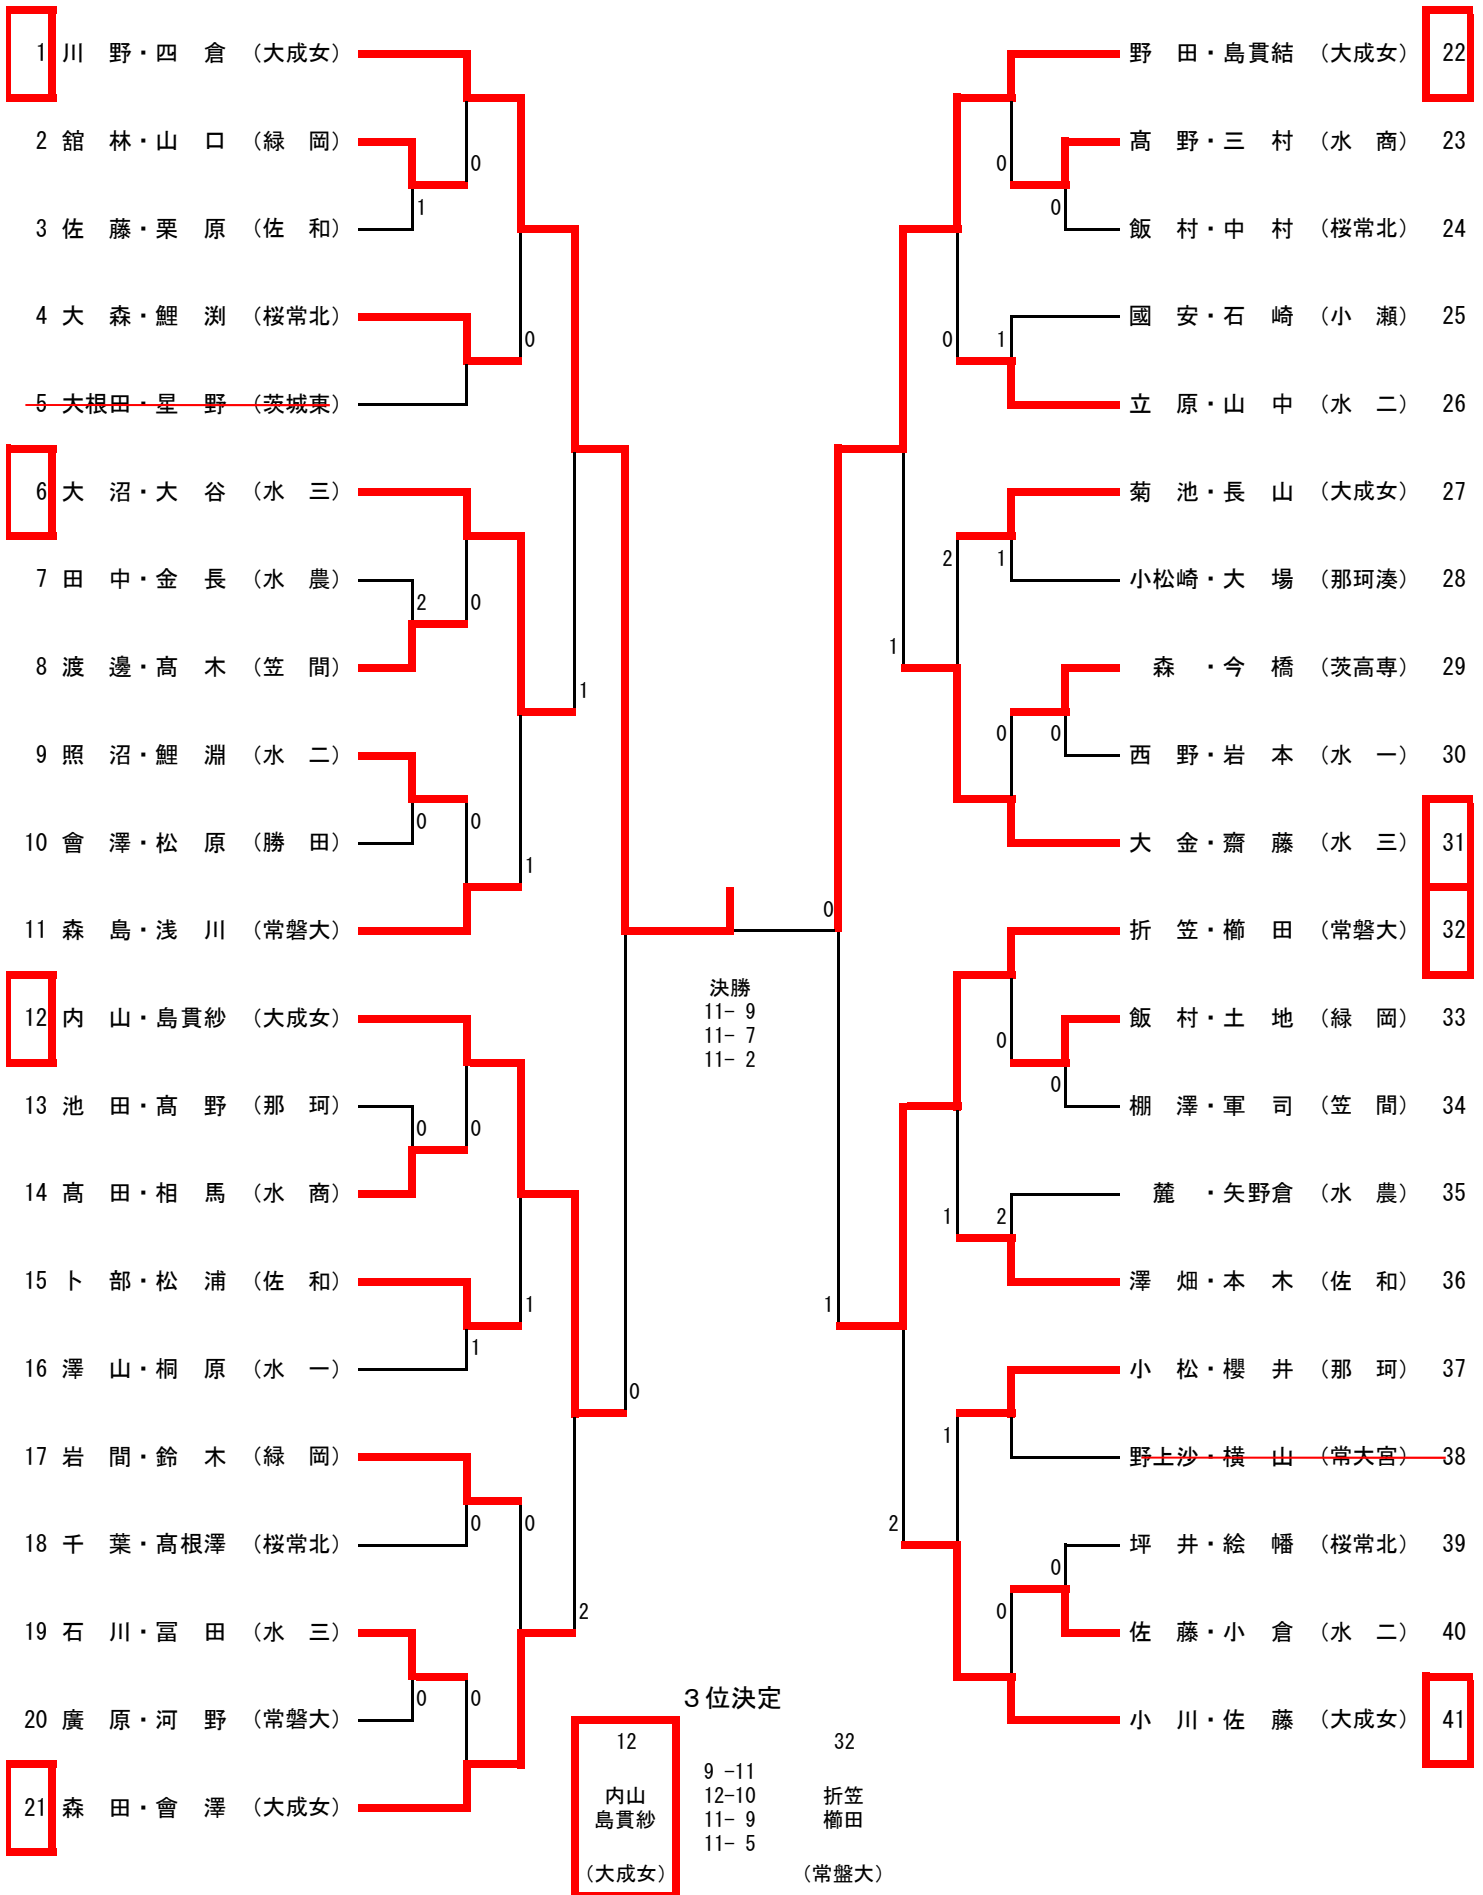 1 川　野・四　倉 （大成女）
2 舘　林・山　口 （緑　岡）
0
1
3 佐　藤・栗　原 （佐　和）
4 大　森・鯉　渕 （桜常北）
0
5 大根田・星　野 （茨城東）
6 大　沼・大　谷 （水　三）
7 田　中・金　長 （水　農）
2
0
8 渡　邊・髙　木 （笠　間）
1
9 照　沼・鯉　淵 （水　二）
0
0
10 會　澤・松　原 （勝　田）
1
11 森　島・浅　川 （常磐大）
12 内　山・島貫紗 （大成女）
13 池　田・髙　野 （那　珂）
0
0
14 髙　田・相　馬 （水　商）
15 卜　部・松　浦 （佐　和）
1
1
16 澤　山・桐　原 （水　一）
0
17 岩　間・鈴　木 （緑　岡）
0
0
18 千　葉・髙根澤 （桜常北）
2
19 石　川・冨　田 （水　三）
0
0
20 廣　原・河　野 （常磐大）
21 森　田・會　澤 （大成女）
野　田・島貫結 （大成女） 22
髙　野・三　村 （水　商） 23
0
0
飯　村・中　村 （桜常北） 24
國　安・石　崎 （小　瀬） 25
0
1
立　原・山　中 （水　二） 26
菊　池・長　山 （大成女） 27
2
1
小松崎・大　場 （那珂湊） 28
1
森　・今　橋 （茨高専） 29
0
0
西　野・岩　本 （水　一） 30
大　金・齋　藤 （水　三） 31
0
折　笠・櫛　田 （常磐大） 32
飯　村・土　地 （緑　岡） 33
0
0
棚　澤・軍　司 （笠　間） 34
麓　・矢野倉 （水　農） 35
1
2
澤　畑・本　木 （佐　和） 36
1
小　松・櫻　井 （那　珂） 37
1
野上沙・横　山 （常大宮） 38
2
坪　井・絵　幡 （桜常北） 39
0
0
佐　藤・小　倉 （水　二） 40
小　川・佐　藤 （大成女） 41
決勝
11- 9
11- 7
11- 2
３位決定
12 32
9 -11
内山 12-10 折笠
島貫紗 11- 9 櫛田
11- 5
（大成女） （常盤大）